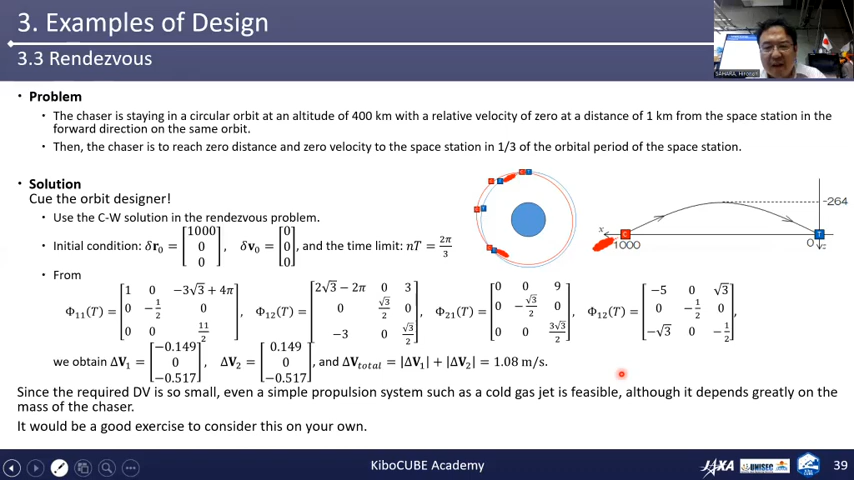 3. Examples of Design
3.3 Rendezvous
SAHARA, Hironori
• Problem
• The chaser is staying in a circular orbit at an altitude of 400 km with a relative velocity of zero at a distance of 1 km from the space station in the
forward direction on the same orbit.
• Then, the chaser is to reach zero distance and zero velocity to the space station in 1/3 of the orbital period of the space station.
• Solution
Cue the orbit designer!
• Use the C-W solution in the rendezvous problem.
• Initial condition: δr₀ = [1000 0 0], δv₀ = [0 0 0], and the time limit: nT = 2π/3
C T
C T
C T
C T
x C T -264
1000 0 z
• From
Φ₁₁(T) = [1 0 −3√3 + 4π; 0 −1/2 0; 0 0 11/2], Φ₁₂(T) = [2√3 − 2π 0 3; 0 √3/2 0; −3 0 √3/2], Φ₂₁(T) = [0 0 9; 0 −√3/2 0; 0 0 3√3/2], Φ₁₂(T) = [−5 0 √3; 0 −1/2 0; −√3 0 −1/2],
we obtain ΔV₁ = [−0.149 0 −0.517], ΔV₂ = [0.149 0 −0.517], and ΔV_total = |ΔV₁| + |ΔV₂| = 1.08 m/s.
Since the required DV is so small, even a simple propulsion system such as a cold gas jet is feasible, although it depends greatly on the
mass of the chaser.
It would be a good exercise to consider this on your own.
KiboCUBE Academy
JAXA UNISEC 39